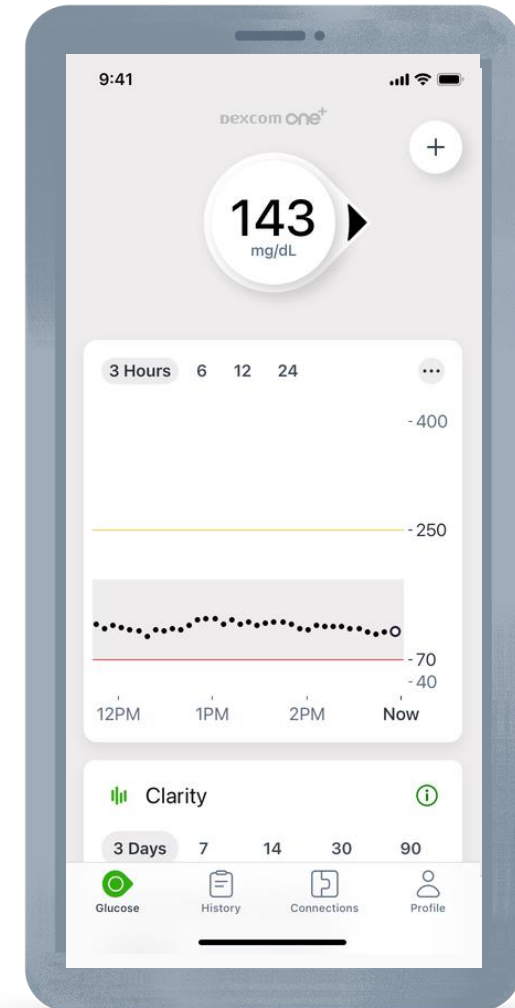 9:41
Dexcom ONE+
+
143
mg/dL
3 Hours 6 12 24
400
250
70
40
12PM 1PM 2PM Now
Clarity
3 Days 7 14 30 90
Glucose History Connections Profile